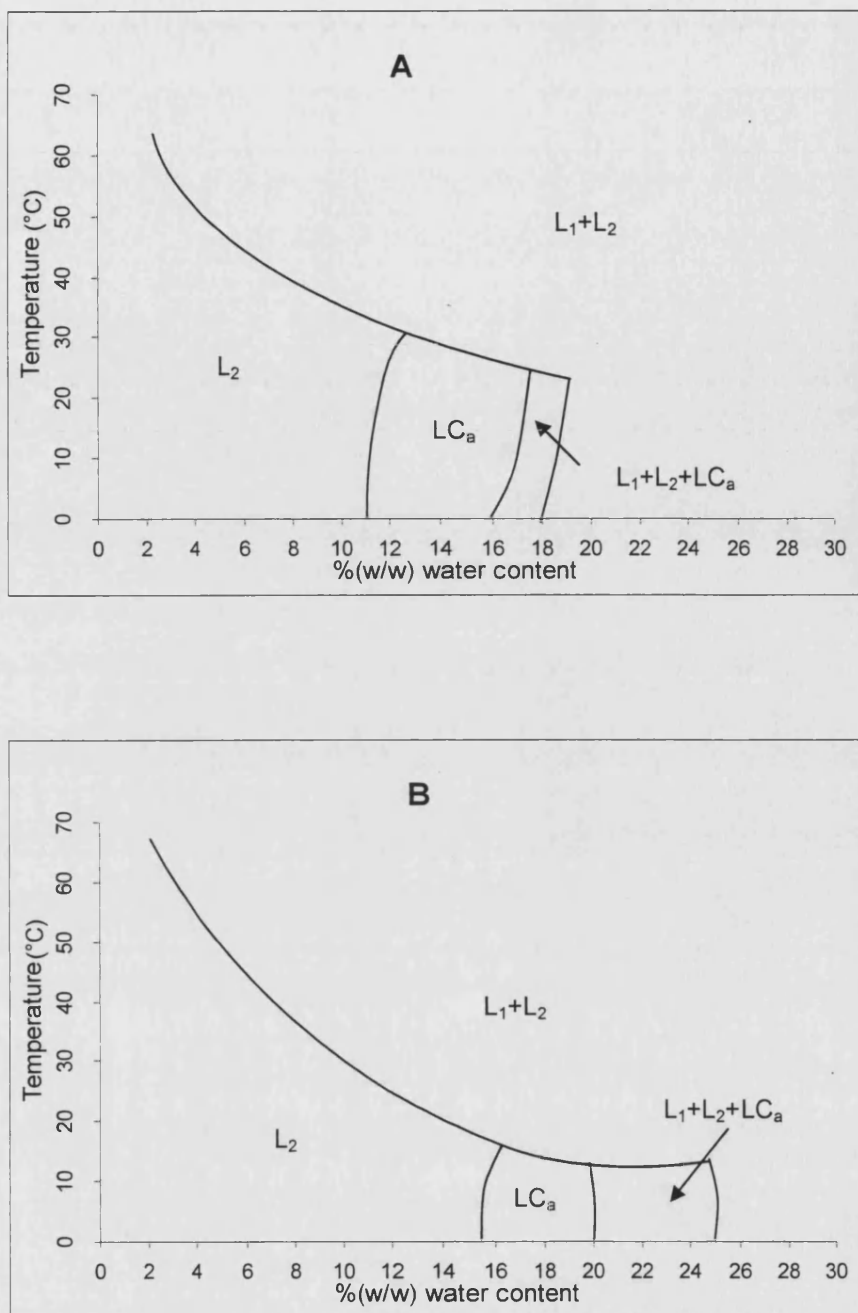 A
Temperature (°C)
70
60
50
40
30
20
10
0
L₁+L₂
L₂
LCₐ
L₁+L₂+LCₐ
0 2 4 6 8 10 12 14 16 18 20 22 24 26 28 30
%(w/w) water content
B
Temperature (°C)
70
60
50
40
30
20
10
0
L₁+L₂
L₁+L₂+LCₐ
L₂
LCₐ
0 2 4 6 8 10 12 14 16 18 20 22 24 26 28 30
%(w/w) water content